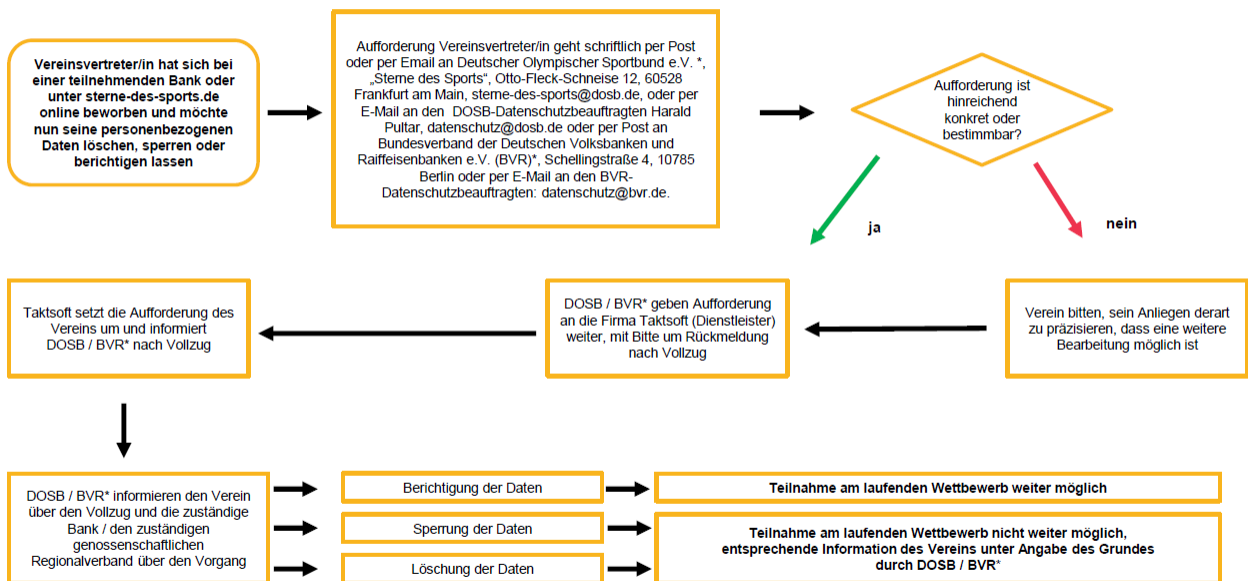 Vereinsvertreter/in hat sich bei
einer teilnehmenden Bank oder
unter sterne-des-sports.de
online beworben und möchte
nun seine personenbezogenen
Daten löschen, sperren oder
berichtigen lassen
Aufforderung Vereinsvertreter/in geht schriftlich per Post
oder per Email an Deutscher Olympischer Sportbund e.V. *,
„Sterne des Sports“, Otto-Fleck-Schneise 12, 60528
Frankfurt am Main, sterne-des-sports@dosb.de, oder per
E-Mail an den DOSB-Datenschutzbeauftragten Harald
Pultar, datenschutz@dosb.de oder per Post an
Bundesverband der Deutschen Volksbanken und
Raiffeisenbanken e.V. (BVR)*, Schellingstraße 4, 10785
Berlin oder per E-Mail an den BVR-
Datenschutzbeauftragten: datenschutz@bvr.de.
Aufforderung ist
hinreichend
konkret oder
bestimmbar?
ja
nein
Taktsoft setzt die Aufforderung des
Vereins um und informiert
DOSB / BVR* nach Vollzug
DOSB / BVR* geben Aufforderung
an die Firma Taktsoft (Dienstleister)
weiter, mit Bitte um Rückmeldung
nach Vollzug
Verein bitten, sein Anliegen derart
zu präzisieren, dass eine weitere
Bearbeitung möglich ist
DOSB / BVR* informieren den Verein
über den Vollzug und die zuständige
Bank / den zuständigen
genossenschaftlichen
Regionalverband über den Vorgang
Berichtigung der Daten
Teilnahme am laufenden Wettbewerb weiter möglich
Sperrung der Daten
Löschung der Daten
Teilnahme am laufenden Wettbewerb nicht weiter möglich,
entsprechende Information des Vereins unter Angabe des Grundes
durch DOSB / BVR*